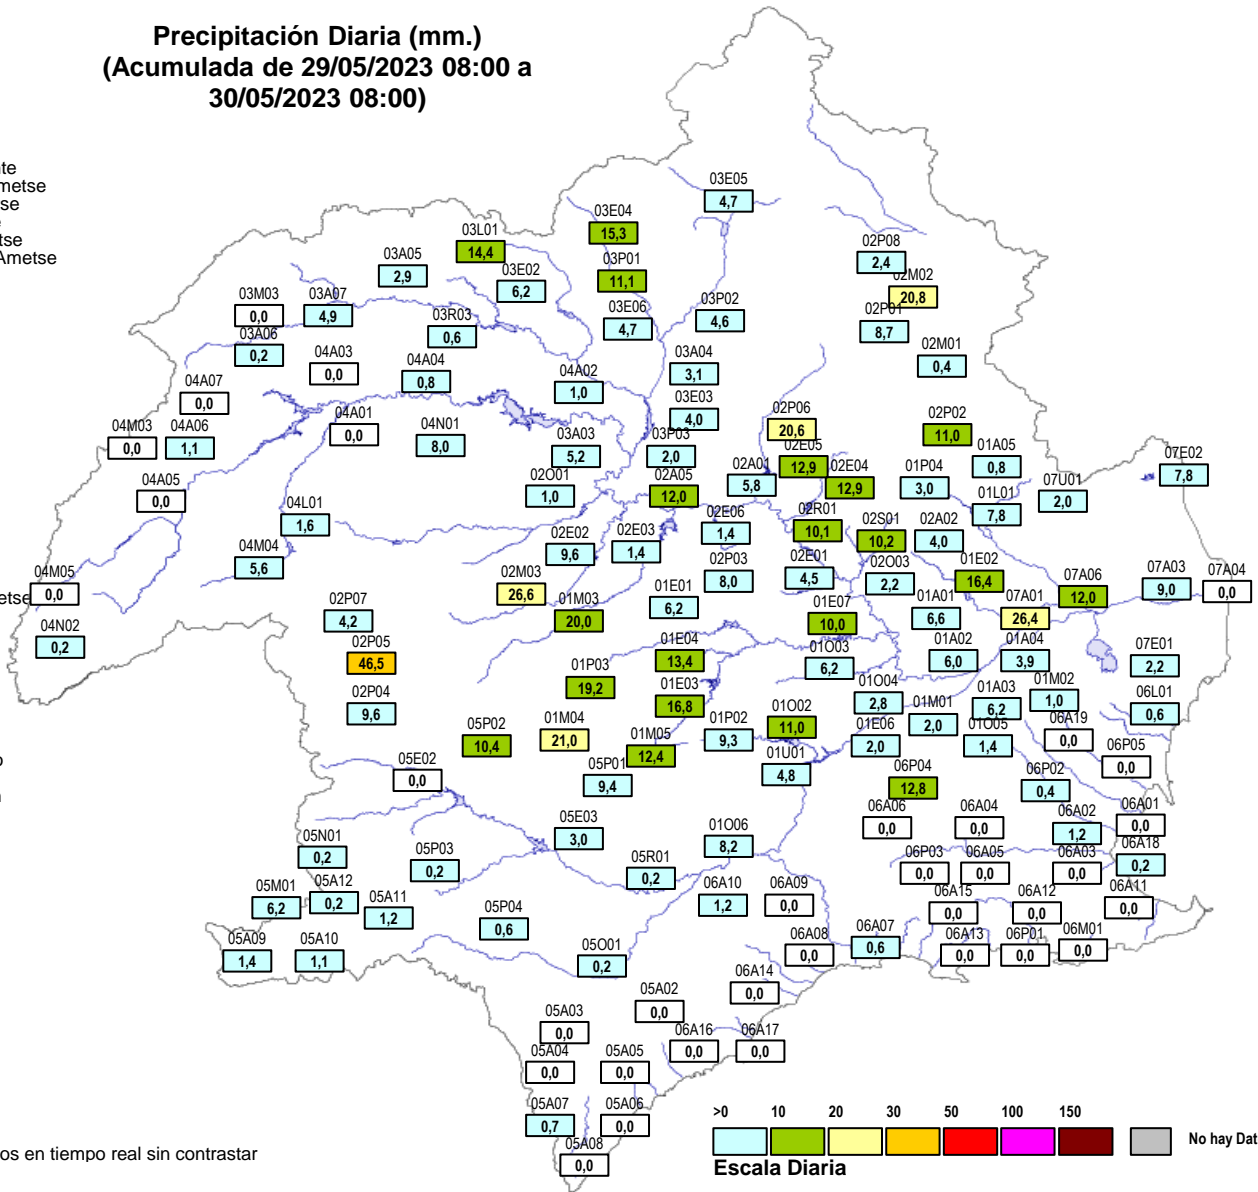 Precipitación Diaria (mm.)
(Acumulada de 29/05/2023 08:00 a
30/05/2023 08:00)
03E05
4,7
03E04
15,3
03L01
14,4
03A05
2,9
03E02
6,2
03P01
11,1
02P08
2,4
02M02
20,8
03M03
0,0
03A07
4,9
03R03
0,6
03E06
4,7
03P02
4,6
02P01
8,7
03A06
0,2
04A03
0,0
04A04
0,8
04A02
1,0
03A04
3,1
02M01
0,4
04A07
0,0
03E03
4,0
04M03
0,0
04A06
1,1
04A01
0,0
04N01
8,0
03A03
5,2
03P03
2,0
02P06
20,6
02P02
11,0
02E05
12,9
01A05
0,8
07E02
7,8
04A05
0,0
02O01
1,0
02A05
12,0
02A01
5,8
02E04
12,9
01P04
3,0
07U01
2,0
04L01
1,6
01L01
7,8
02E06
1,4
02R01
10,1
02S01
10,2
02A02
4,0
04M04
5,6
02E02
9,6
02E03
1,4
02P03
8,0
02E01
4,5
02O03
2,2
01E02
16,4
04M05
0,0
02M03
26,6
07A06
12,0
07A03
9,0
07A04
0,0
02P07
4,2
01M03
20,0
01E01
6,2
01E07
10,0
01A01
6,6
07A01
26,4
04N02
0,2
02P05
46,5
01E04
13,4
01O03
6,2
01A02
6,0
01A04
3,9
07E01
2,2
01P03
19,2
01E03
16,8
01O04
2,8
01A03
6,2
01M02
1,0
06L01
0,6
02P04
9,6
05P02
10,4
01M04
21,0
01M05
12,4
01P02
9,3
01O02
11,0
01E06
2,0
01M01
2,0
01O05
1,4
06A19
0,0
06P05
0,0
05E02
0,0
05P01
9,4
01U01
4,8
06P04
12,8
06P02
0,4
05N01
0,2
05E03
3,0
01O06
8,2
06A06
0,0
06A04
0,0
06A02
1,2
06A01
0,0
05P03
0,2
05R01
0,2
06P03
0,0
06A05
0,0
06A03
0,0
06A18
0,2
05M01
6,2
05A12
0,2
05A11
1,2
06A10
1,2
06A09
0,0
06A15
0,0
06A12
0,0
06A11
0,0
05P04
0,6
05A09
1,4
05A10
1,1
05O01
0,2
06A08
0,0
06A07
0,6
06A13
0,0
06P01
0,0
06M01
0,0
06A14
0,0
05A02
0,0
05A03
0,0
06A16
0,0
06A17
0,0
05A04
0,0
05A05
0,0
05A07
0,7
05A06
0,0
05A08
0,0
>0 10 20 30 50 100 150
No hay Dat
Escala Diaria
os en tiempo real sin contrastar